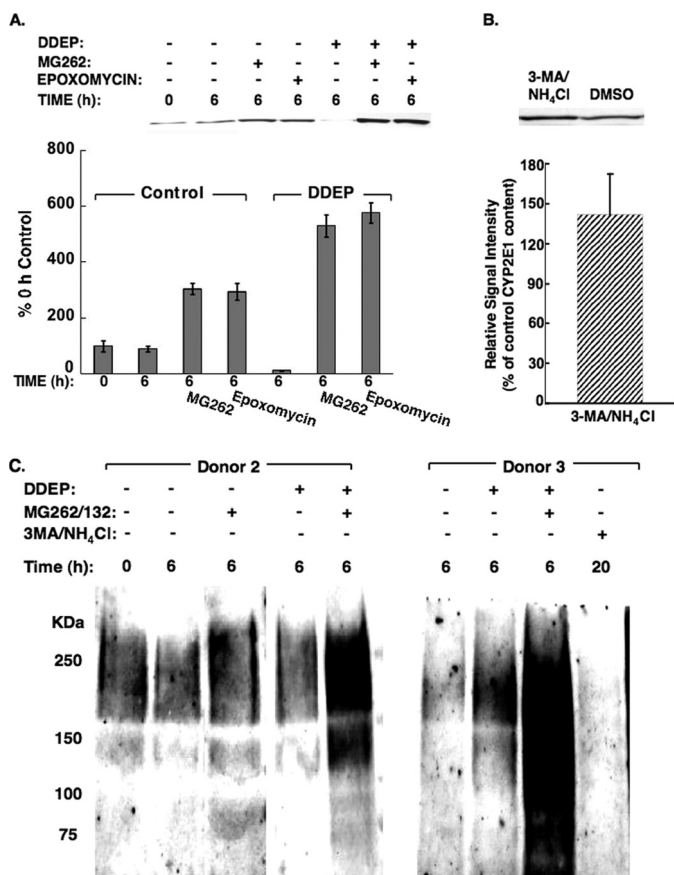 A.
DDEP: - - - - + + +
MG262: - - + - - + -
EPOXOMYCIN: - - - + - - +
TIME (h): 0 6 6 6 6 6 6
800
600
400
200
0
% 0 h Control
Control
DDEP
TIME (h): 0 6 6 6 6 6 6
MG262
Epoxomycin
MG262
Epoxomycin
B.
3-MA/
NH₄Cl DMSO
180
150
120
90
60
30
0
Relative Signal Intensity
(% of control CYP2E1 content)
3-MA/NH₄Cl
C.
Donor 2
Donor 3
DDEP: - - - + + - + + -
MG262/132: - - + - + - - + -
3MA/NH₄Cl: - - - - - - - - +
Time (h): 0 6 6 6 6 6 6 6 20
KDa
250
150
100
75